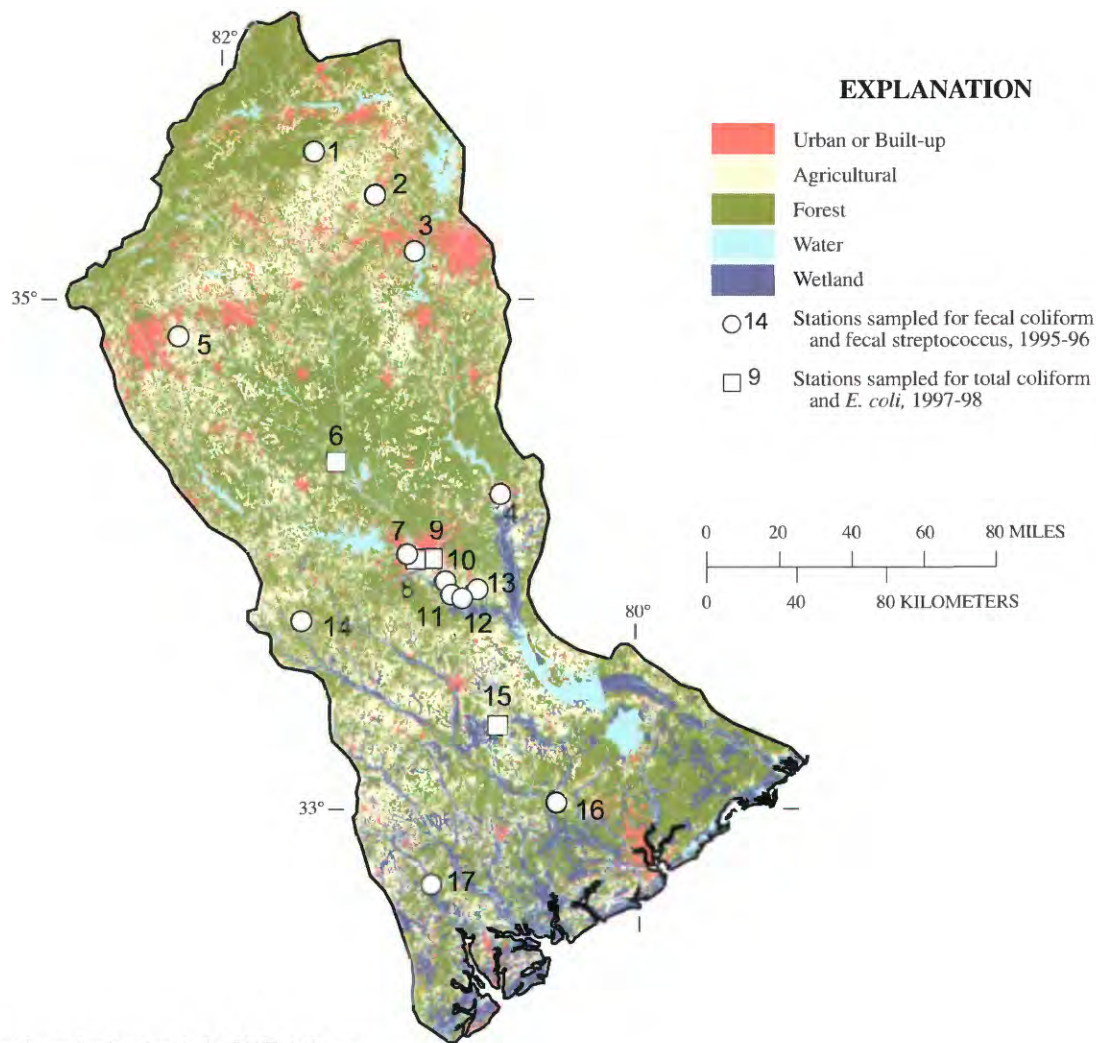 82°
EXPLANATION
Urban or Built-up
Agricultural
Forest
Water
Wetland
14 Stations sampled for fecal coliform
and fecal streptococcus, 1995-96
9 Stations sampled for total coliform
and E. coli, 1997-98
1
2
3
35°
5
6
4
7 9
8
10
13
11
12
14
0 20 40 60 80 MILES
0 40 80 KILOMETERS
80°
15
33°
16
17